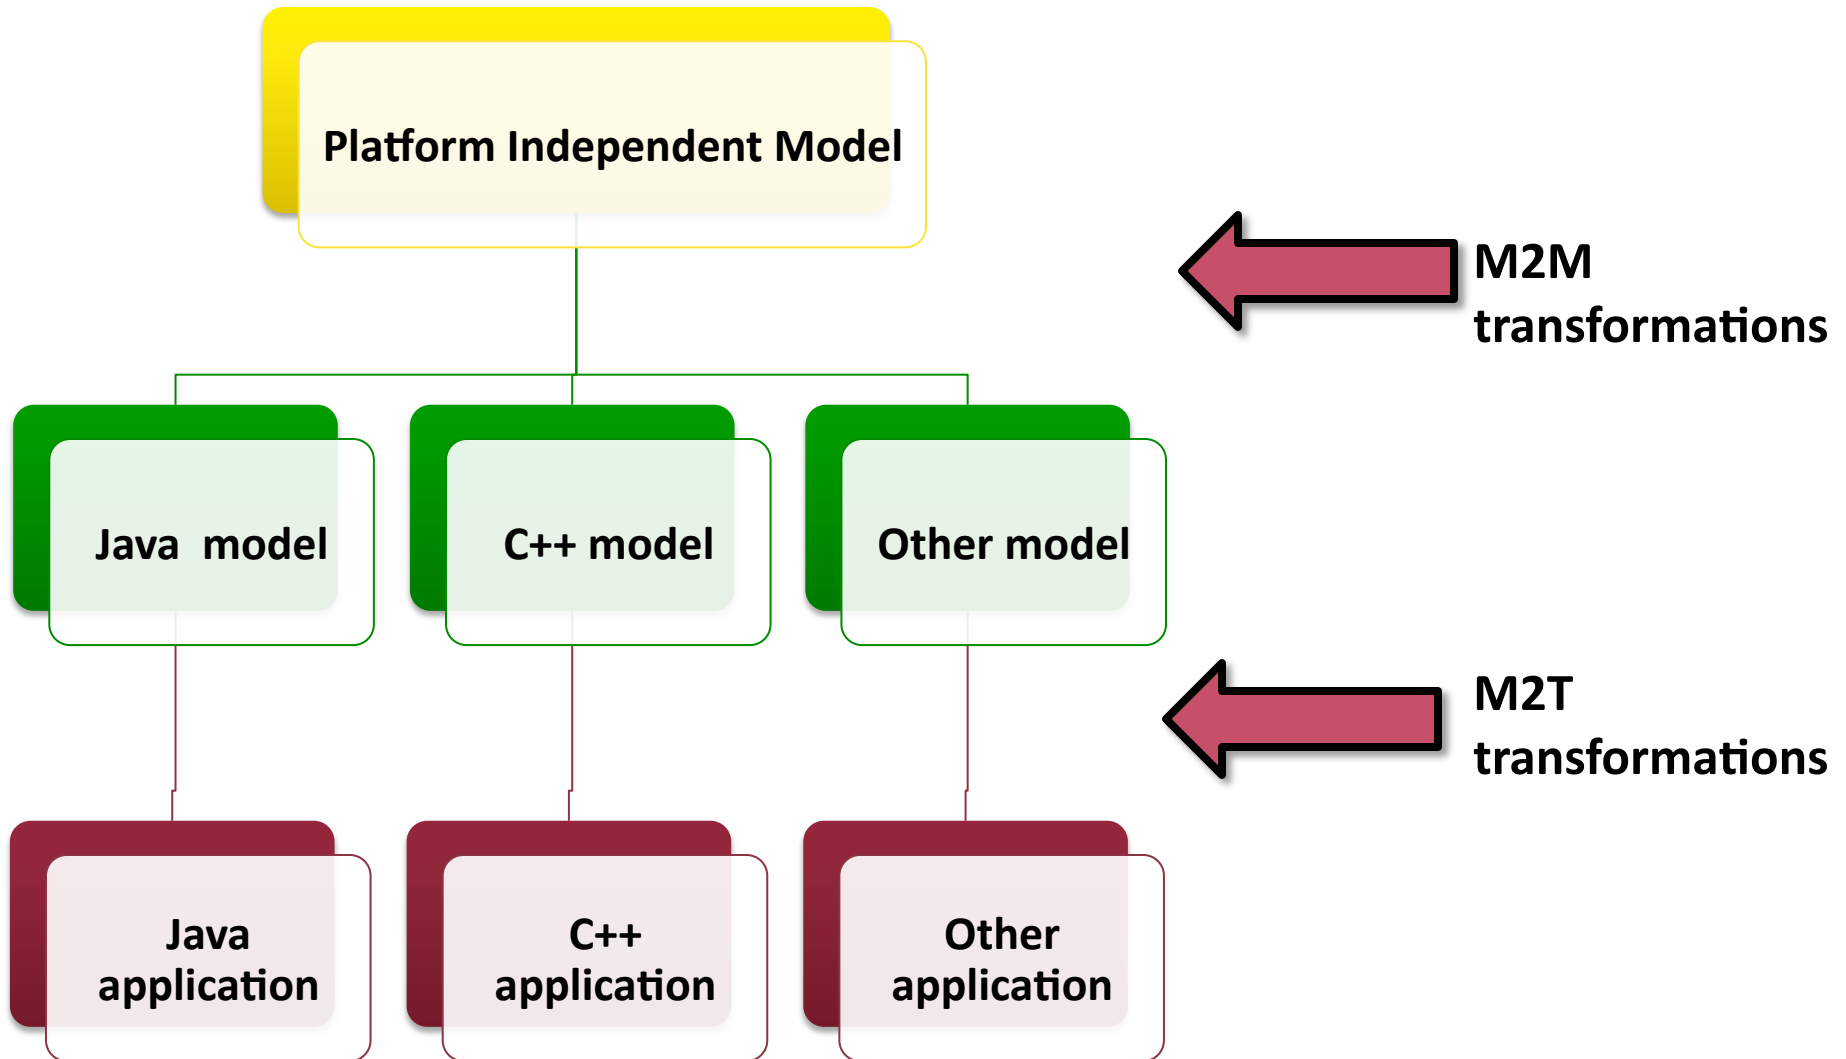 Platform Independent Model
M2M
transformations
Java  model
C++ model
Other model
M2T
transformations
Java
application
C++
application
Other
application